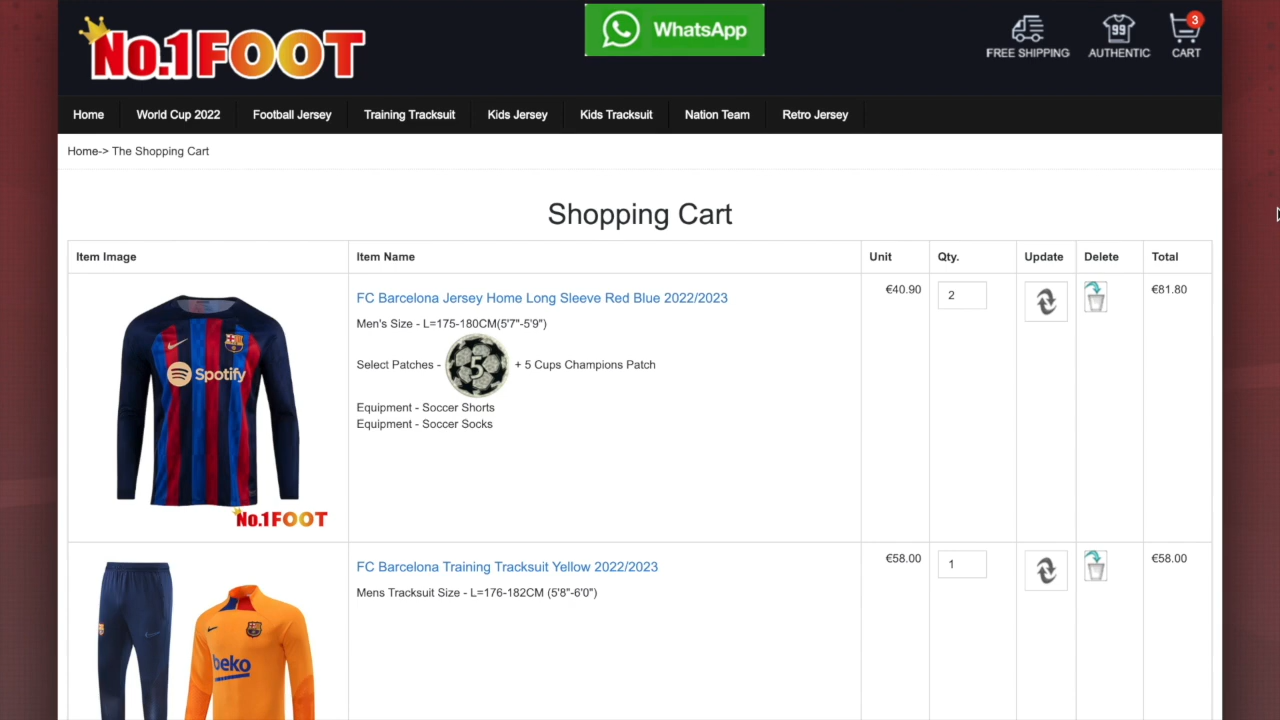 No.1FOOT
WhatsApp
99
3
FREE SHIPPING
AUTHENTIC
CART
Home
World Cup 2022
Football Jersey
Training Tracksuit
Kids Jersey
Kids Tracksuit
Nation Team
Retro Jersey
Home-> The Shopping Cart
Shopping Cart
Item Image
Item Name
Unit
Qty.
Update
Delete
Total
Spotify
No.1FOOT
FC Barcelona Jersey Home Long Sleeve Red Blue 2022/2023
Men's Size - L=175-180CM(5'7"-5'9")
Select Patches - 5 + 5 Cups Champions Patch
Equipment - Soccer Shorts
Equipment - Soccer Socks
€40.90
2
€81.80
beko
FC Barcelona Training Tracksuit Yellow 2022/2023
Mens Tracksuit Size - L=176-182CM (5'8"-6'0")
€58.00
1
€58.00